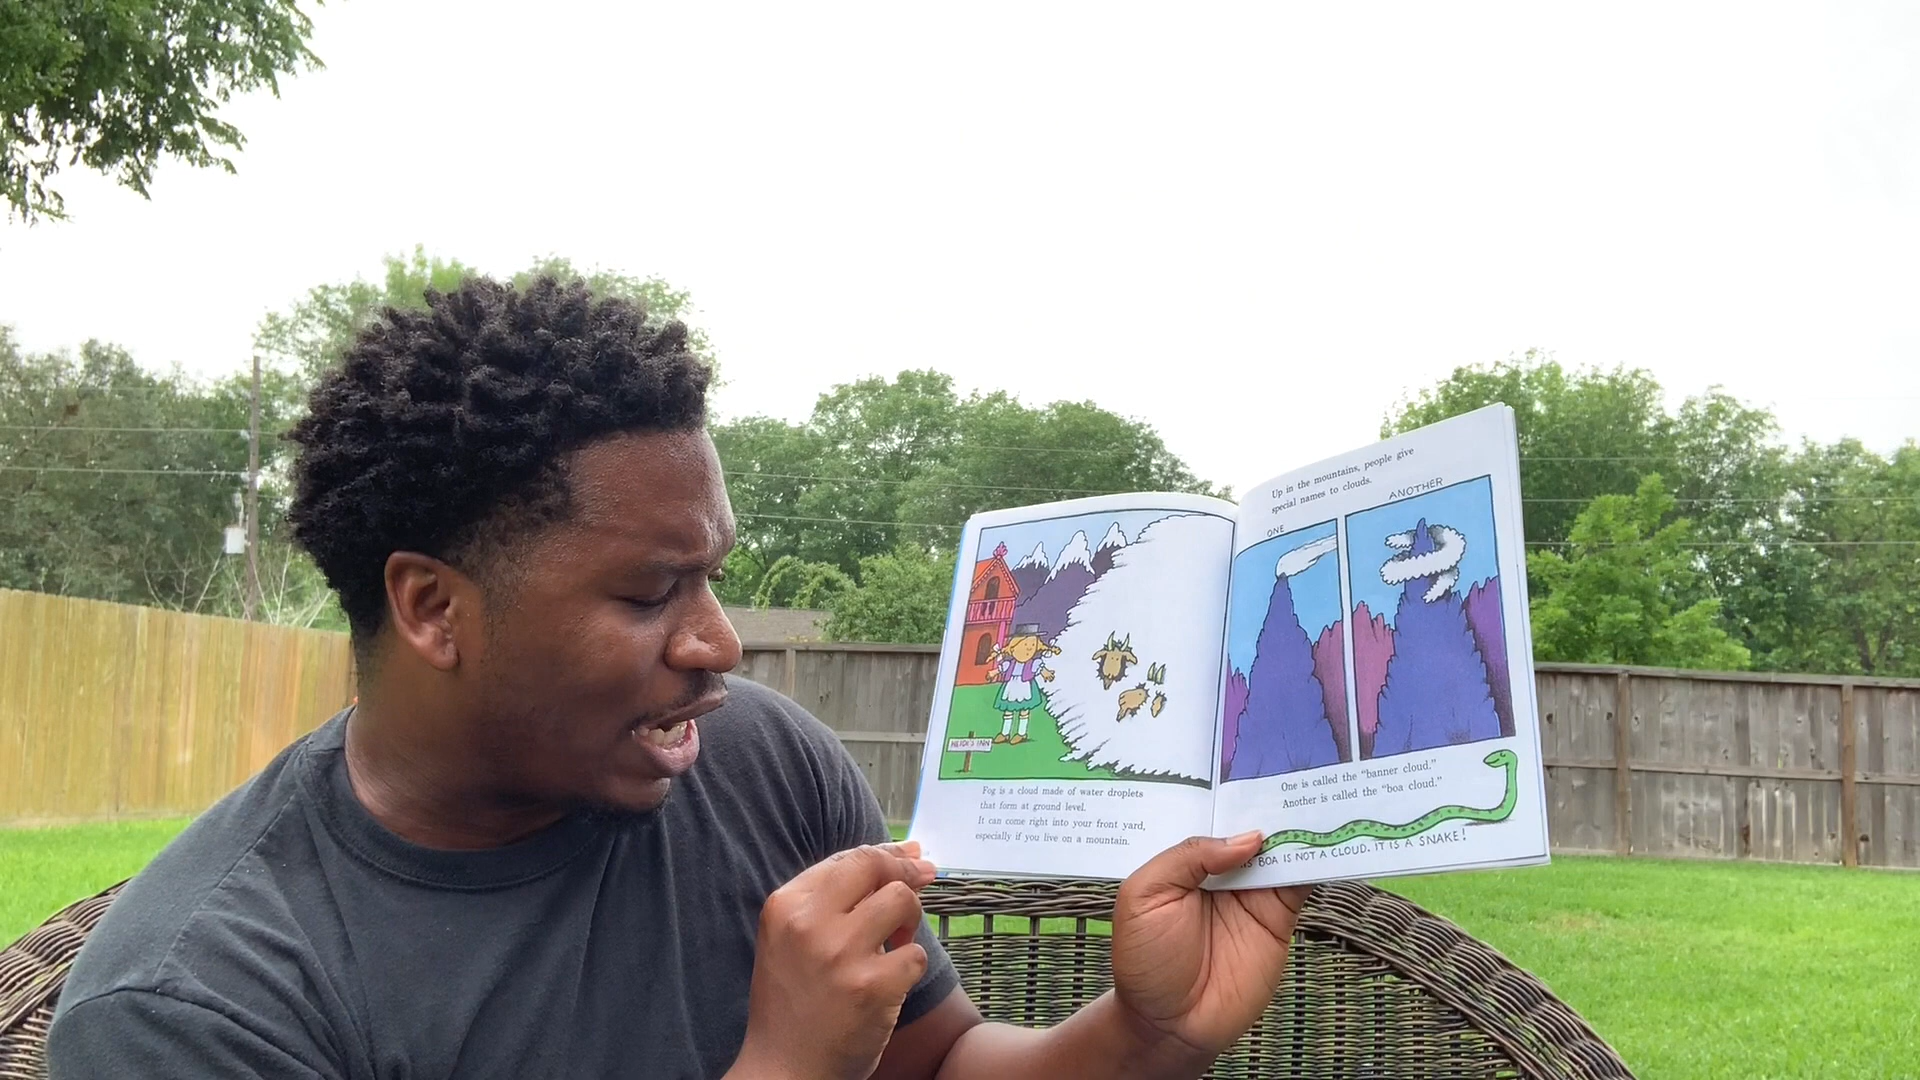 HEIDI'S INN
Fog is a cloud made of water droplets
that form at ground level.
It can come right into your front yard,
especially if you live on a mountain.
Up in the mountains, people give
special names to clouds.
ONE
ANOTHER
One is called the “banner cloud.”
Another is called the “boa cloud.”
BOA IS NOT A CLOUD. IT IS A SNAKE!